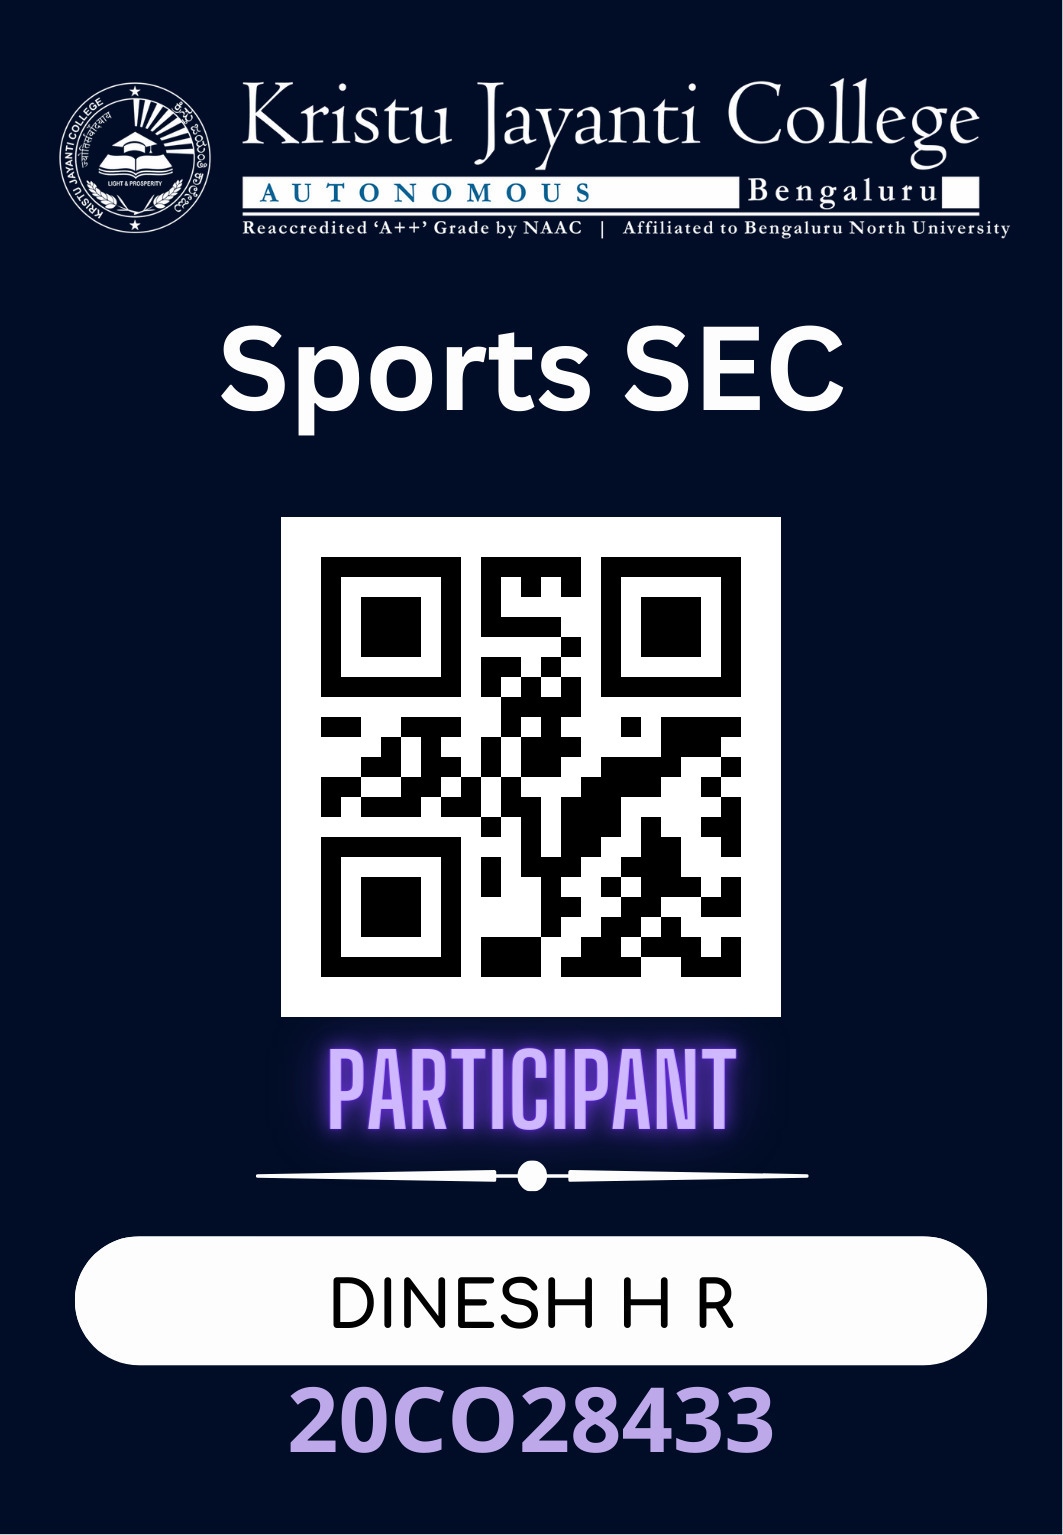 Kristu Jayanti College
AUTONOMOUS Bengaluru
Reaccredited 'A++' Grade by NAAC | Affiliated to Bengaluru North University
KRISTU JAYANTI COLLEGE
LIGHT & PROSPERITY
Sports SEC
PARTICIPANT
DINESH H R
20CO28433